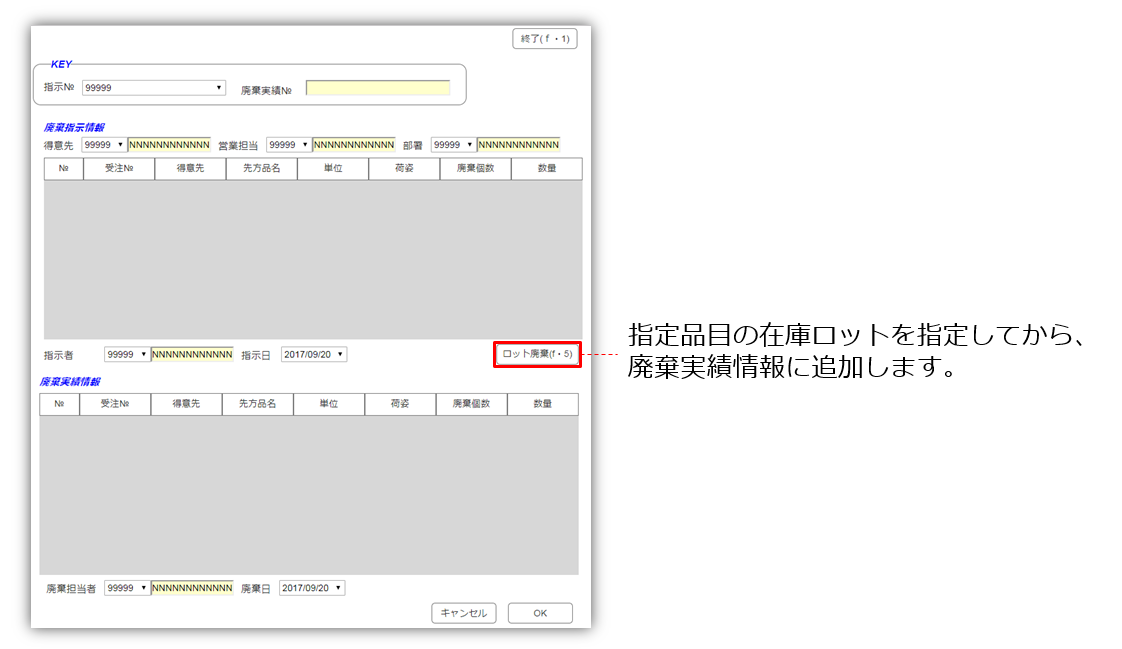 終了(ｆ・1)
KEY
指示№ 99999 廃棄実績№
廃棄指示情報
得意先 99999 NNNNNNNNNNNN 営業担当 99999 NNNNNNNNNNNN 部署 99999 NNNNNNNNNNNN
№ 受注№ 得意先 先方品名 単位 荷姿 廃棄個数 数量
指示者 99999 NNNNNNNNNNNN 指示日 2017/09/20 ロット廃棄(f・5)
指定品目の在庫ロットを指定してから、
廃棄実績情報に追加します。
廃棄実績情報
№ 受注№ 得意先 先方品名 単位 荷姿 廃棄個数 数量
廃棄担当者 99999 NNNNNNNNNNNN 廃棄日 2017/09/20
キャンセル OK